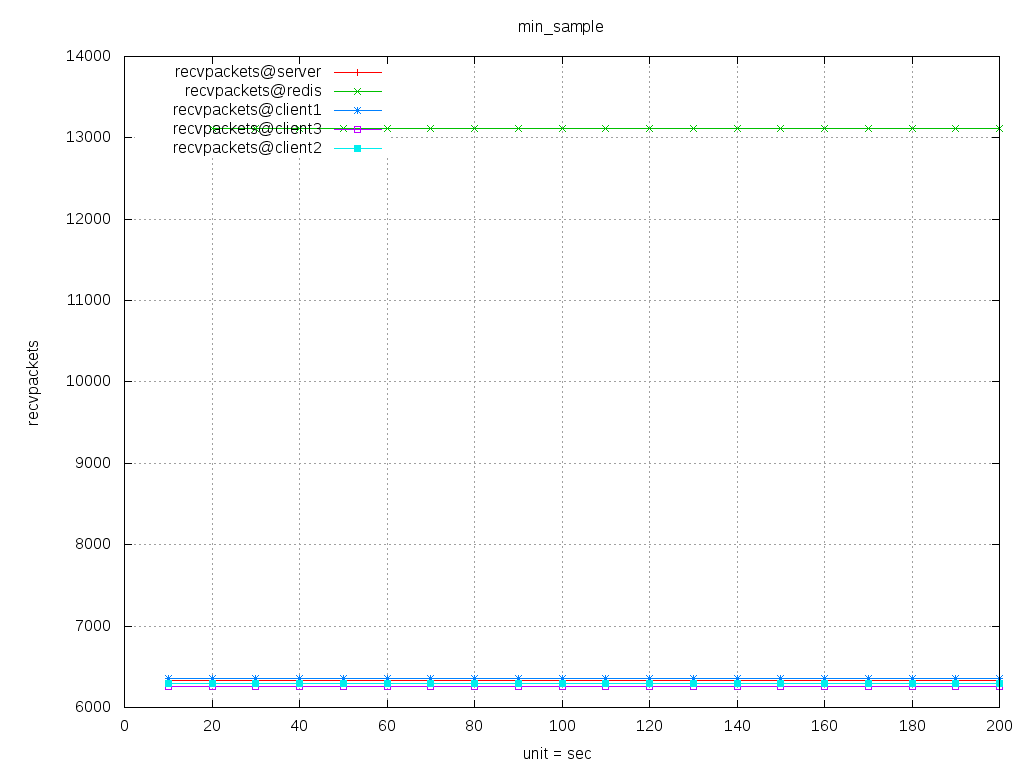 min_sample
14000
13000
12000
11000
10000
9000
8000
7000
6000
recvpackets
recvpackets@server
recvpackets@redis
recvpackets@client1
recvpackets@client3
recvpackets@client2
0 20 40 60 80 100 120 140 160 180 200
unit = sec